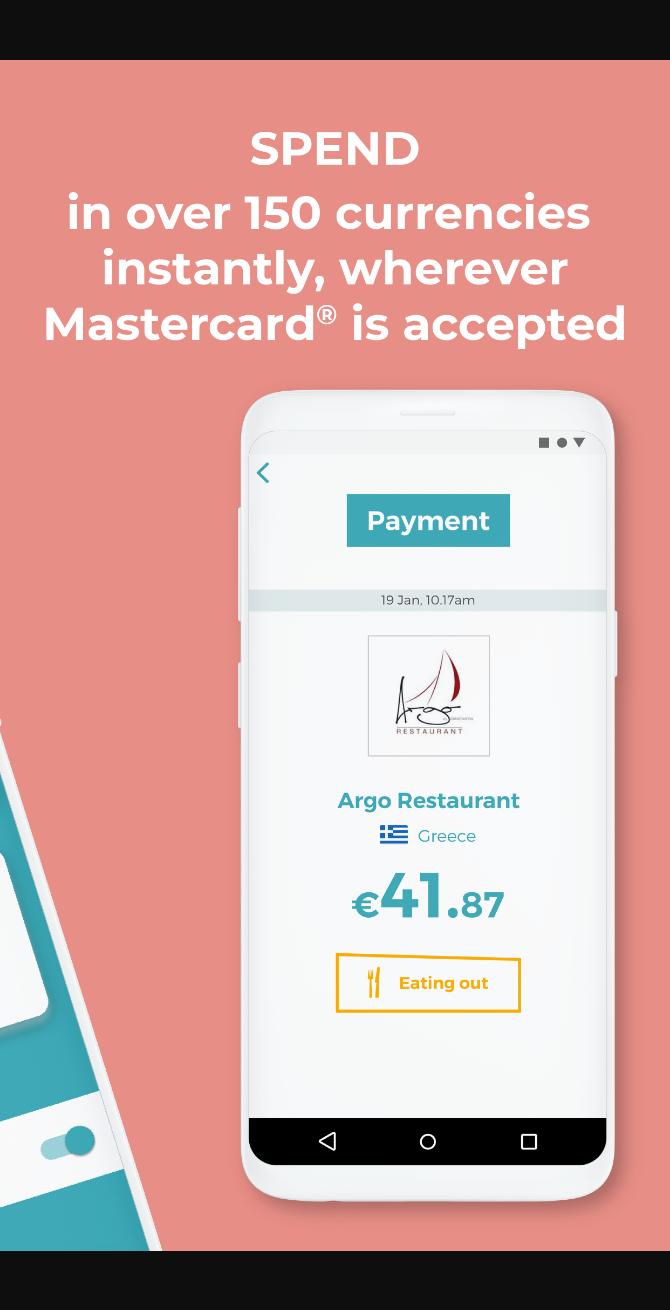 SPEND
in over 150 currencies
instantly, wherever
Mastercard® is accepted
Payment
19 Jan, 10.17am
Argo
RESTAURANT
Argo Restaurant
Greece
€41.87
Eating out